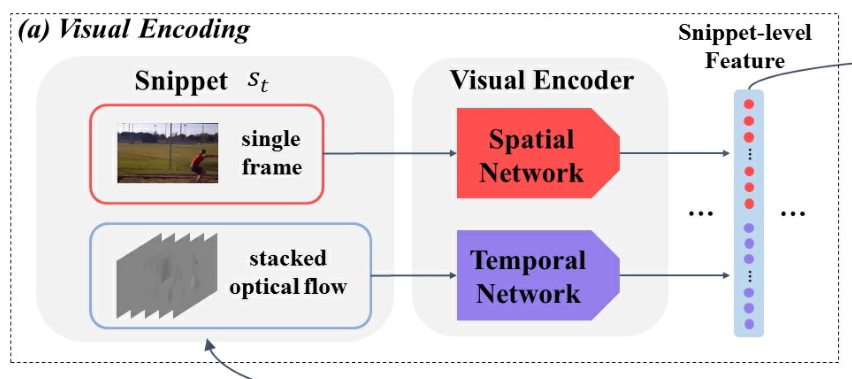 (a) Visual Encoding
Snippet s_t
single
frame
stacked
optical flow
Visual Encoder
Spatial
Network
Temporal
Network
Snippet-level
Feature
...
...